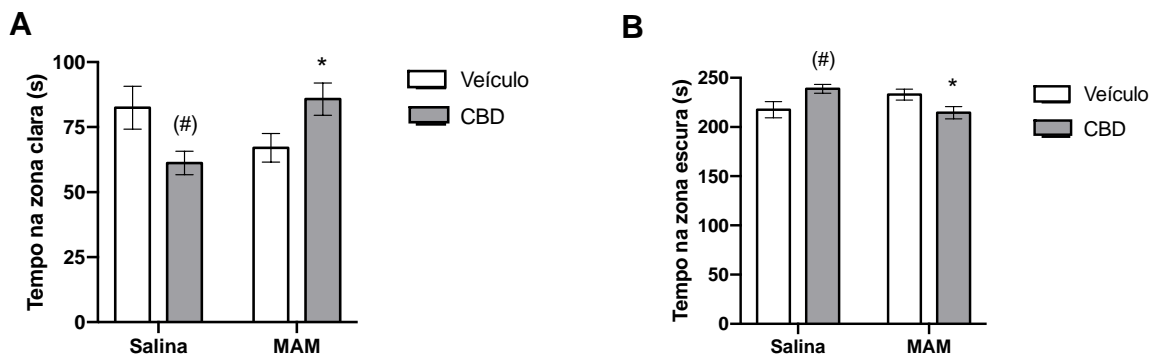 A
Tempo na zona clara (s)
100
75
50
25
0
(#)
*
Salina
MAM
Veículo
CBD
B
Tempo na zona escura (s)
250
200
150
100
50
0
(#)
*
Salina
MAM
Veículo
CBD